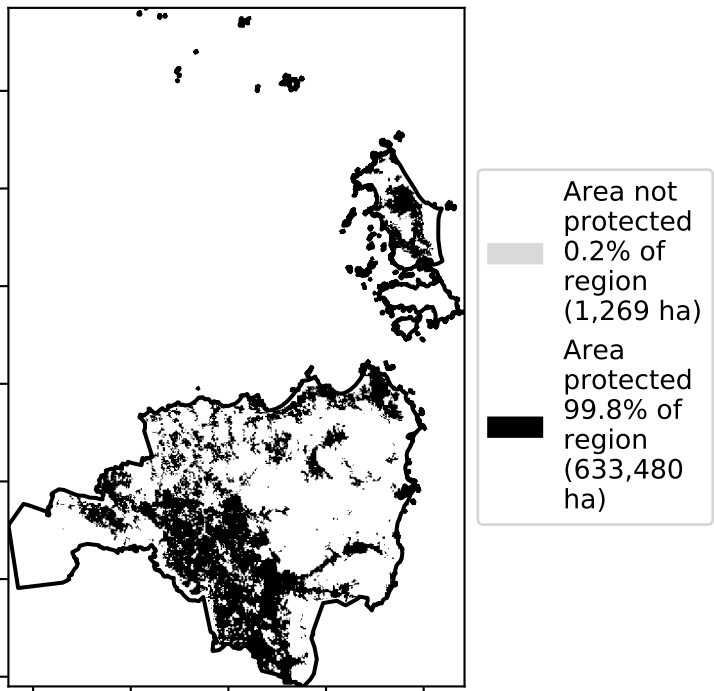 Area not
protected
0.2% of
region
(1,269 ha)
Area
protected
99.8% of
region
(633,480
ha)